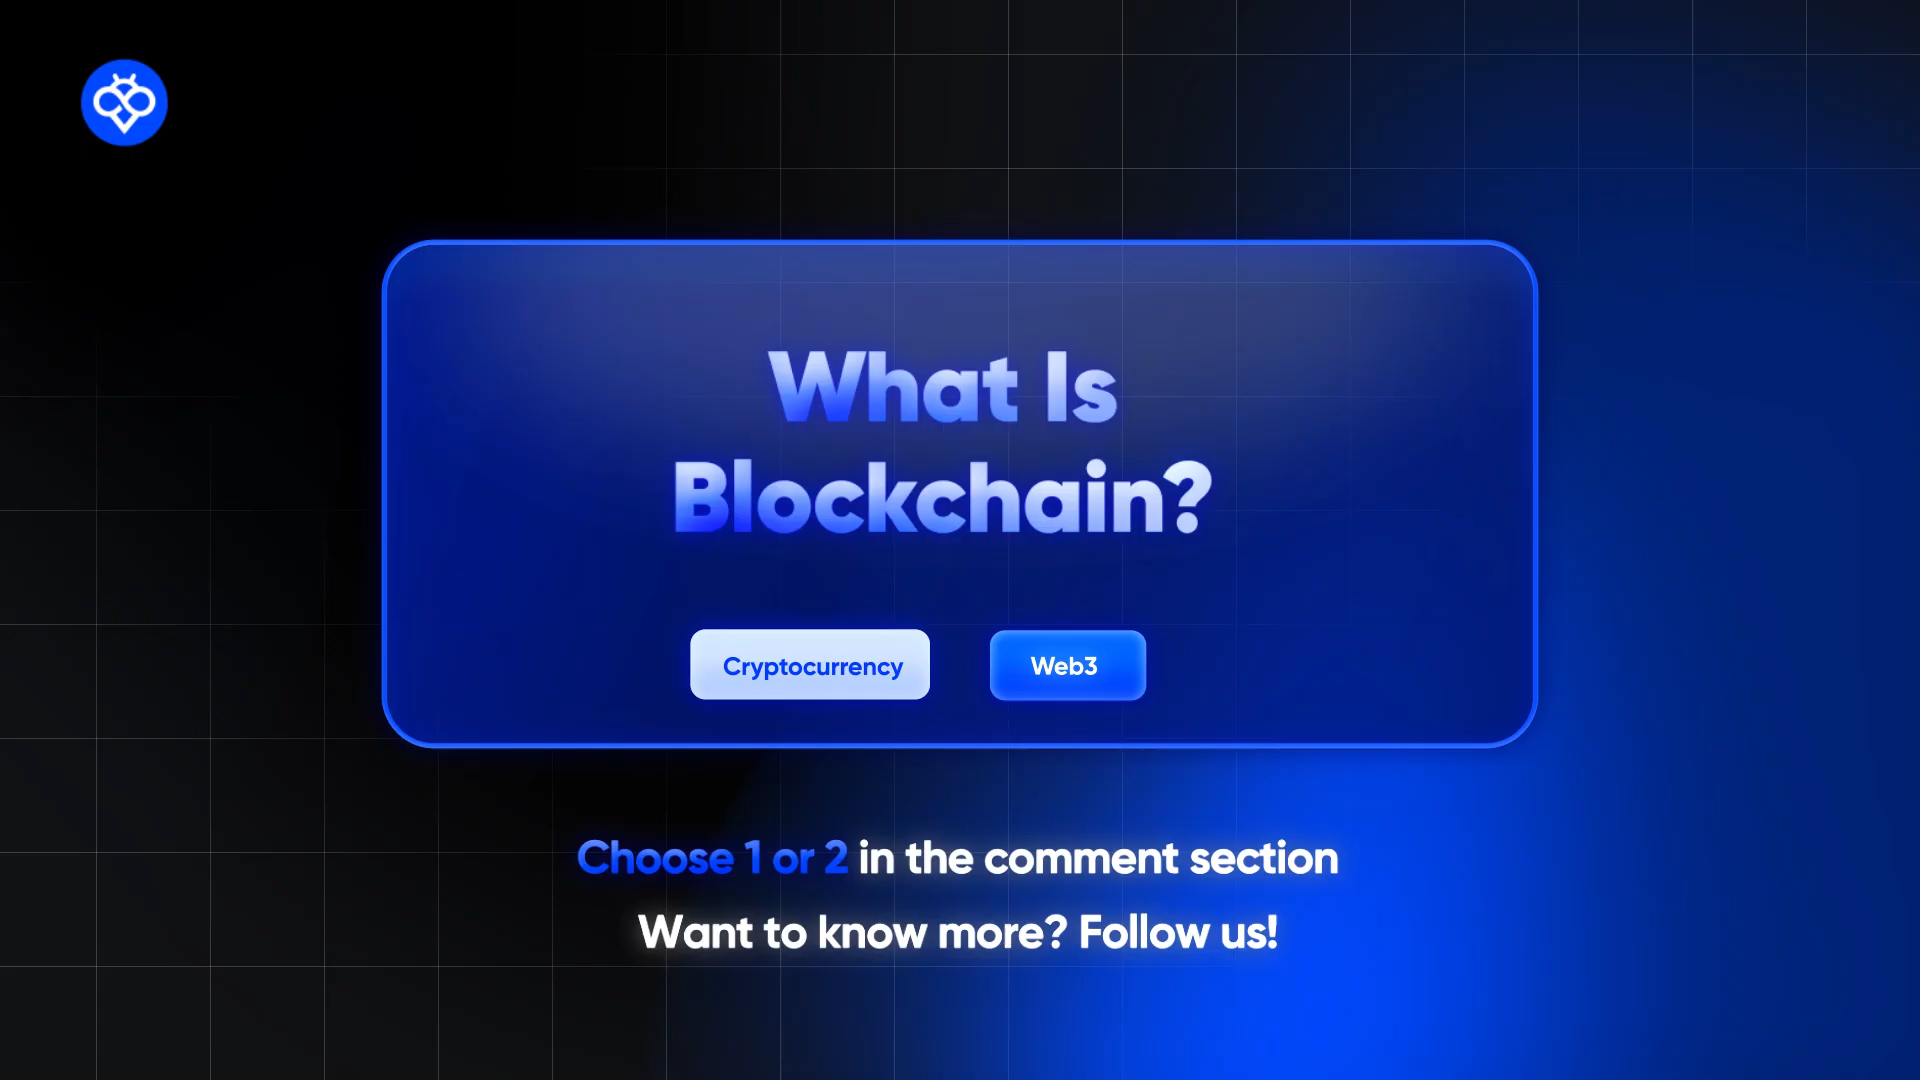 What Is
Blockchain?
Cryptocurrency
Web3
Choose 1 or 2 in the comment section
Want to know more? Follow us!